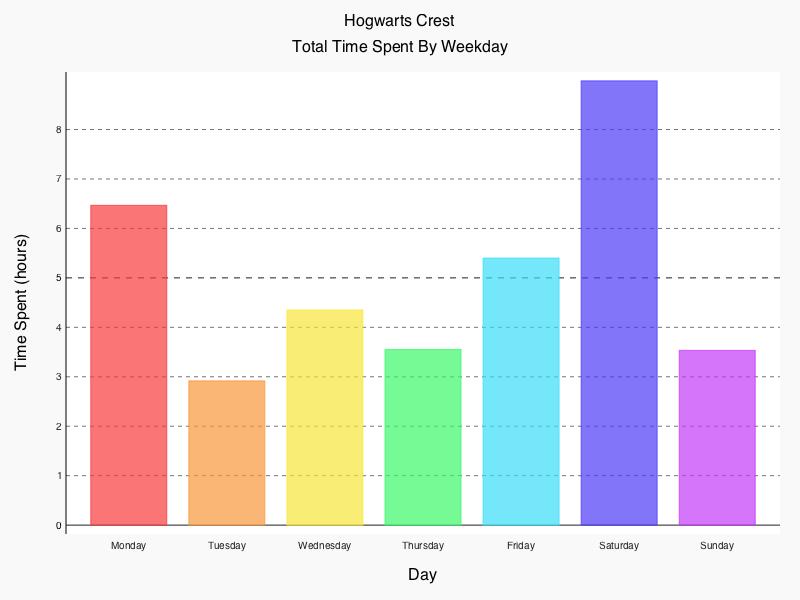 Hogwarts Crest
Total Time Spent By Weekday
Time Spent (hours)
8
7
6
5
4
3
2
1
0
Monday Tuesday Wednesday Thursday Friday Saturday Sunday
Day